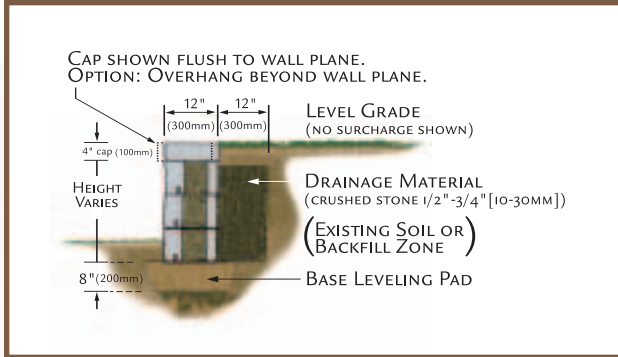 CAP SHOWN FLUSH TO WALL PLANE.
OPTION: OVERHANG BEYOND WALL PLANE.
12" 12"
(300mm) (300mm)
LEVEL GRADE
(NO SURCHARGE SHOWN)
4" cap (100mm)
HEIGHT
VARIES
DRAINAGE MATERIAL
(CRUSHED STONE 1/2"-3/4"[10-30MM])
(EXISTING SOIL OR
BACKFILL ZONE)
8"(200mm)
BASE LEVELING PAD